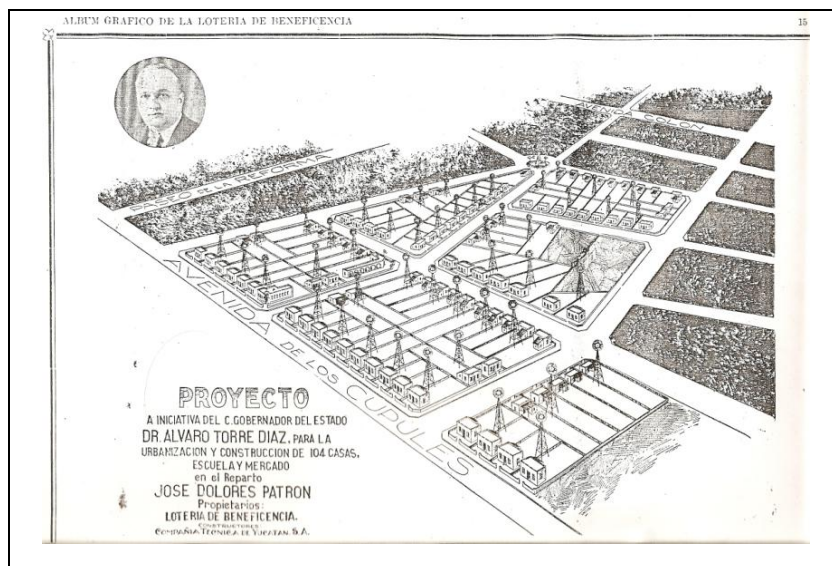 ALBUM GRAFICO DE LA LOTERIA DE BENEFICENCIA
15
AVENIDA COLON
PASEO DE LA REFORMA
AVENIDA DE LOS CUPULES
PROYECTO
A INICIATIVA DEL C. GOBERNADOR DEL ESTADO
DR. ALVARO TORRE DIAZ, PARA LA
URBANIZACION Y CONSTRUCCION DE 104 CASAS,
ESCUELA Y MERCADO
en el Reparto
JOSE DOLORES PATRON
Propietarios:
LOTERIA DE BENEFICENCIA.
CONSTRUCTORES
COMPAÑIA TECNICA DE YUCATAN. S.A.